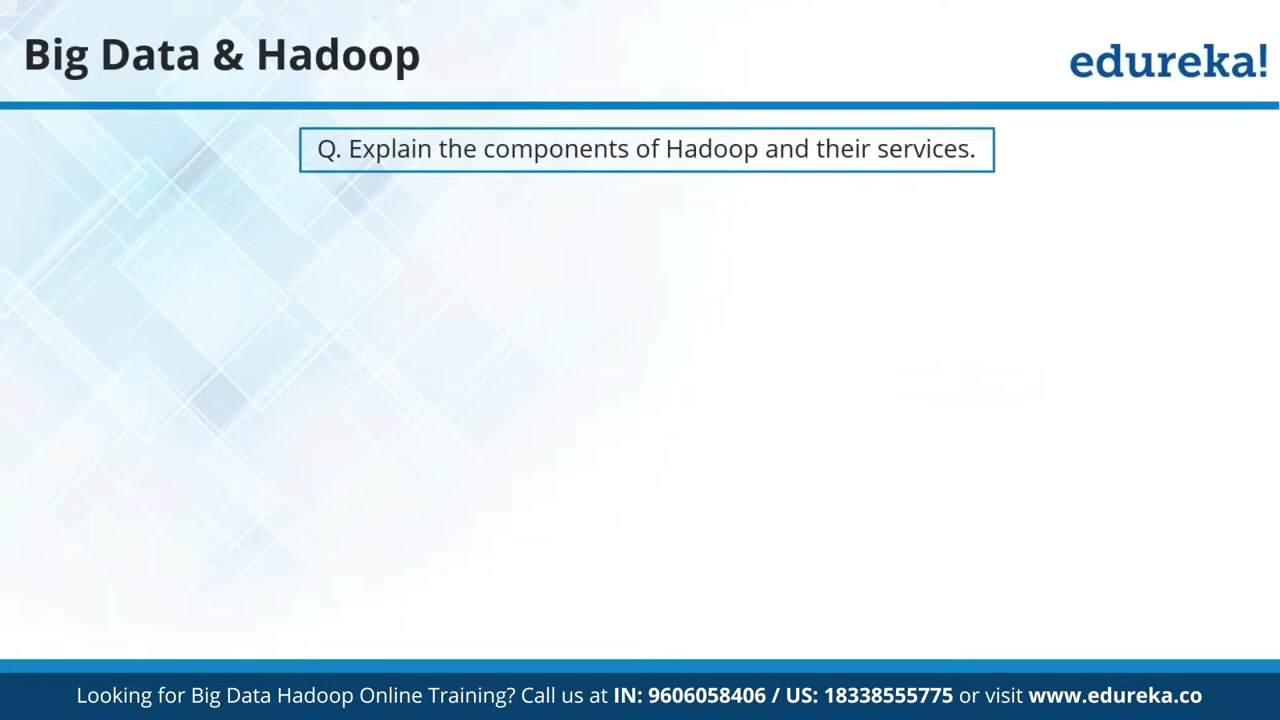 Big Data & Hadoop
edureka!
Q. Explain the components of Hadoop and their services.
Looking for Big Data Hadoop Online Training? Call us at IN: 9606058406 / US: 18338555775 or visit www.edureka.co